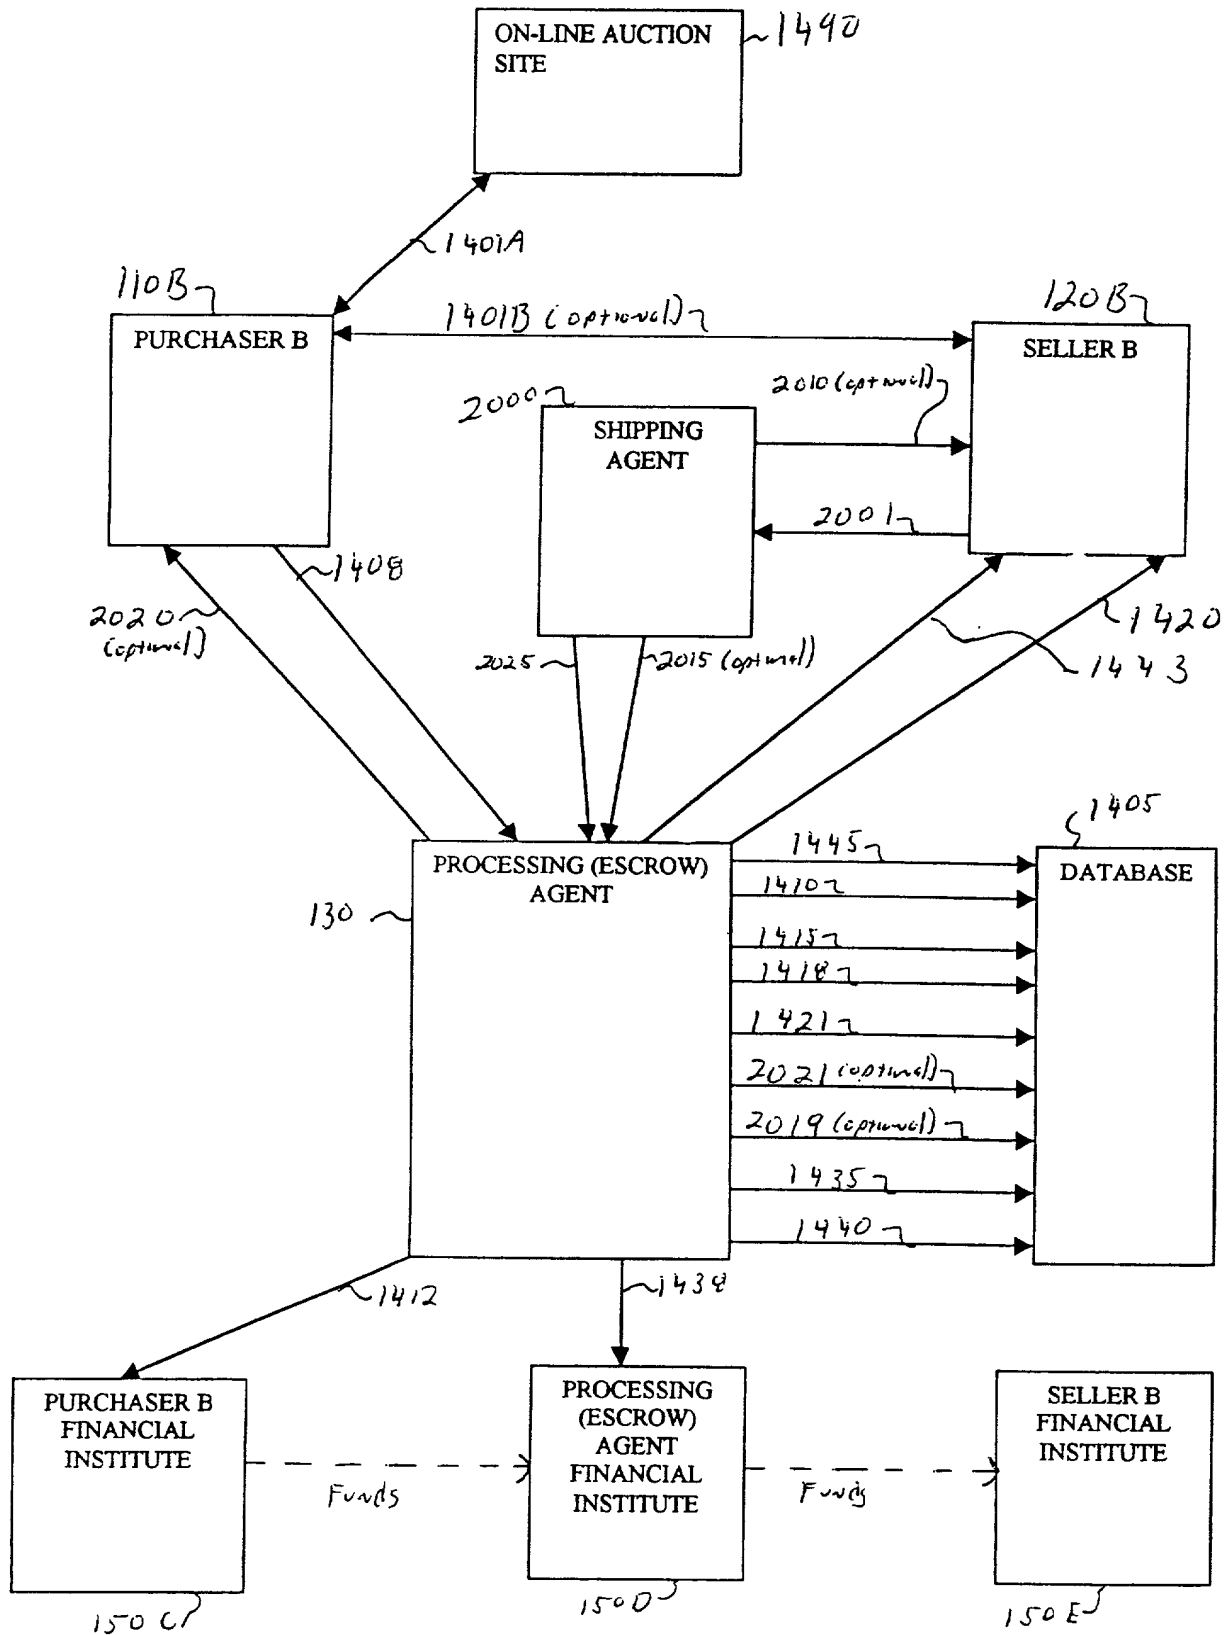 ON-LINE AUCTION
SITE
1490
1401A
110B
PURCHASER B
1401B (optional)
120B
SELLER B
2000
SHIPPING
AGENT
2010 (optional)
2001
1408
2020
(optional)
2025
2015 (optional)
1420
1443
130
PROCESSING (ESCROW)
AGENT
1405
DATABASE
1445
1410
1415
1418
1421
2021 (optional)
2019 (optional)
1435
1440
1412
1438
PURCHASER B
FINANCIAL
INSTITUTE
Funds
PROCESSING
(ESCROW)
AGENT
FINANCIAL
INSTITUTE
Funds
SELLER B
FINANCIAL
INSTITUTE
150C
150D
150E